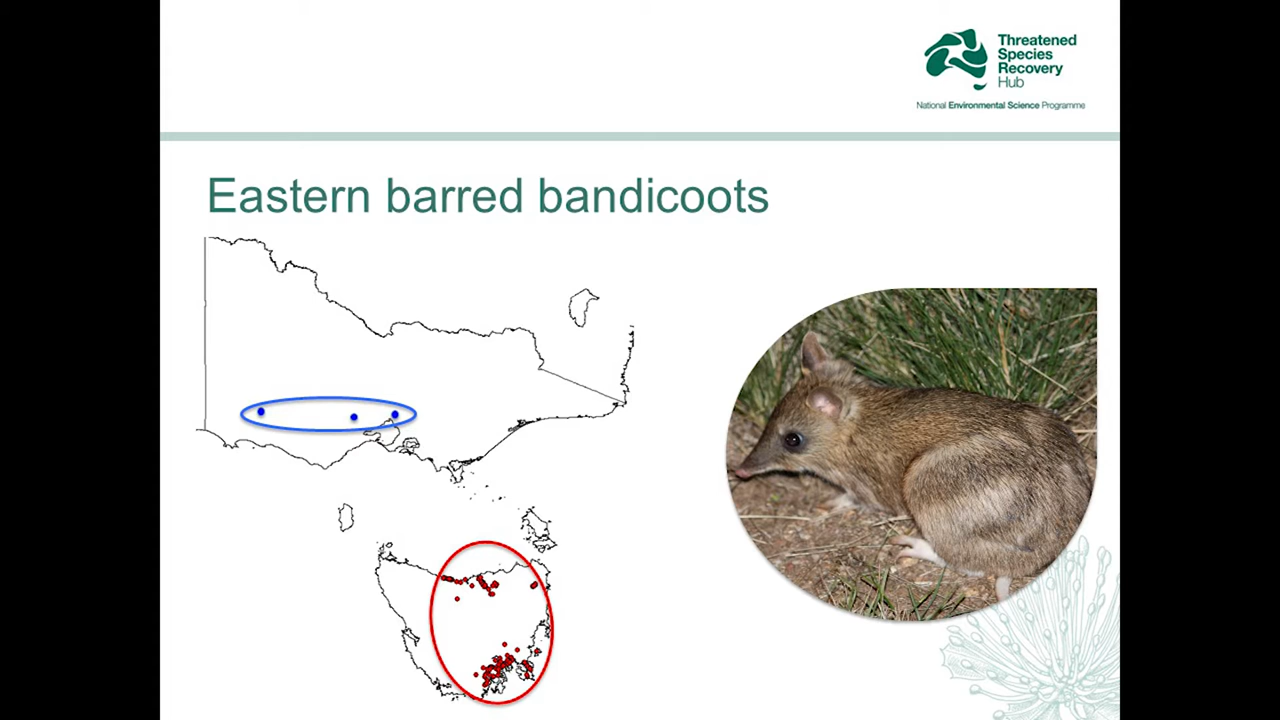 Threatened
Species
Recovery
Hub
National Environmental Science Programme
Eastern barred bandicoots